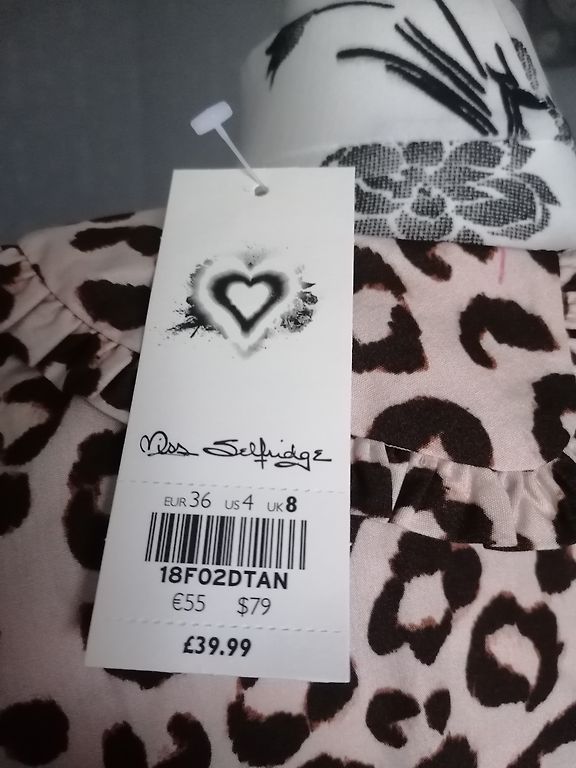 Miss Selfridge
EUR 36 US 4 UK 8
18F02DTAN
€55 $79
£39.99